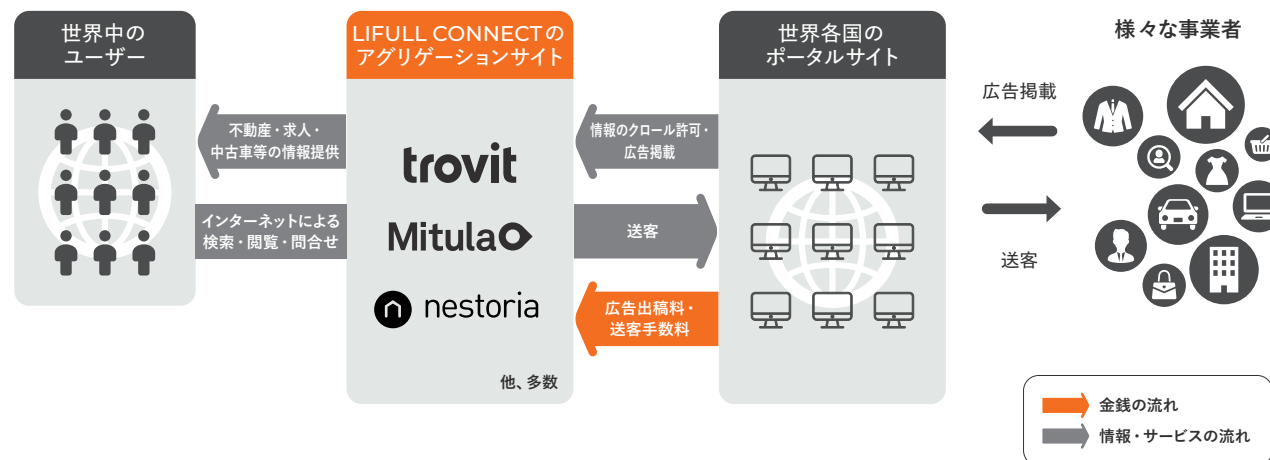 世界中の
ユーザー
不動産・求人・
中古車等の情報提供
インターネットによる
検索・閲覧・問合せ
LIFULL CONNECTの
アグリゲーションサイト
trovit
Mitula
nestoria
他、多数
情報のクロール許可・
広告掲載
送客
広告出稿料・
送客手数料
世界各国の
ポータルサイト
広告掲載
送客
様々な事業者
金銭の流れ
情報・サービスの流れ